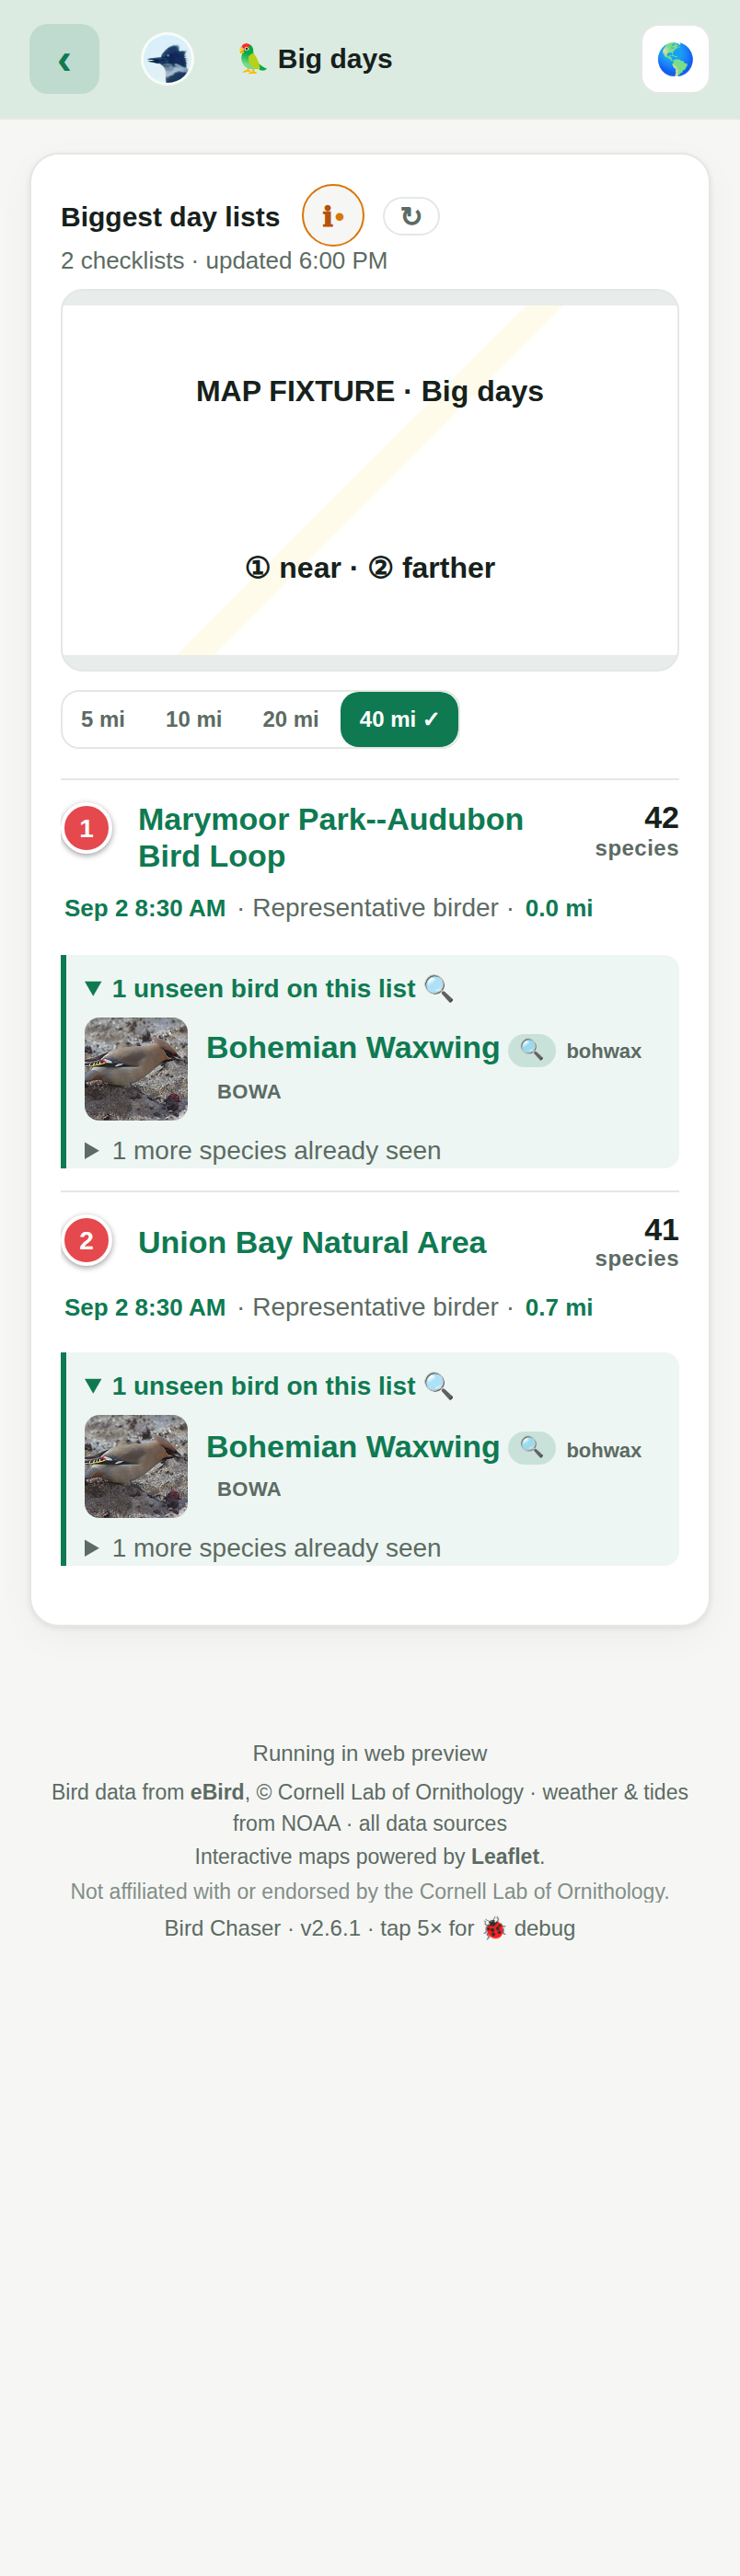 ‹ 🦜 Big days 🌎
Biggest day lists ℹ• ↻
2 checklists · updated 6:00 PM
MAP FIXTURE · Big days
① near · ② farther
5 mi 10 mi 20 mi 40 mi ✓
1 Marymoor Park--Audubon 42
Bird Loop species
Sep 2 8:30 AM · Representative birder · 0.0 mi
▼ 1 unseen bird on this list 🔍
Bohemian Waxwing 🔍 bohwax
BOWA
▶ 1 more species already seen
2 Union Bay Natural Area 41
species
Sep 2 8:30 AM · Representative birder · 0.7 mi
▼ 1 unseen bird on this list 🔍
Bohemian Waxwing 🔍 bohwax
BOWA
▶ 1 more species already seen
Running in web preview
Bird data from eBird, © Cornell Lab of Ornithology · weather & tides
from NOAA · all data sources
Interactive maps powered by Leaflet.
Not affiliated with or endorsed by the Cornell Lab of Ornithology.
Bird Chaser · v2.6.1 · tap 5× for 🐞 debug